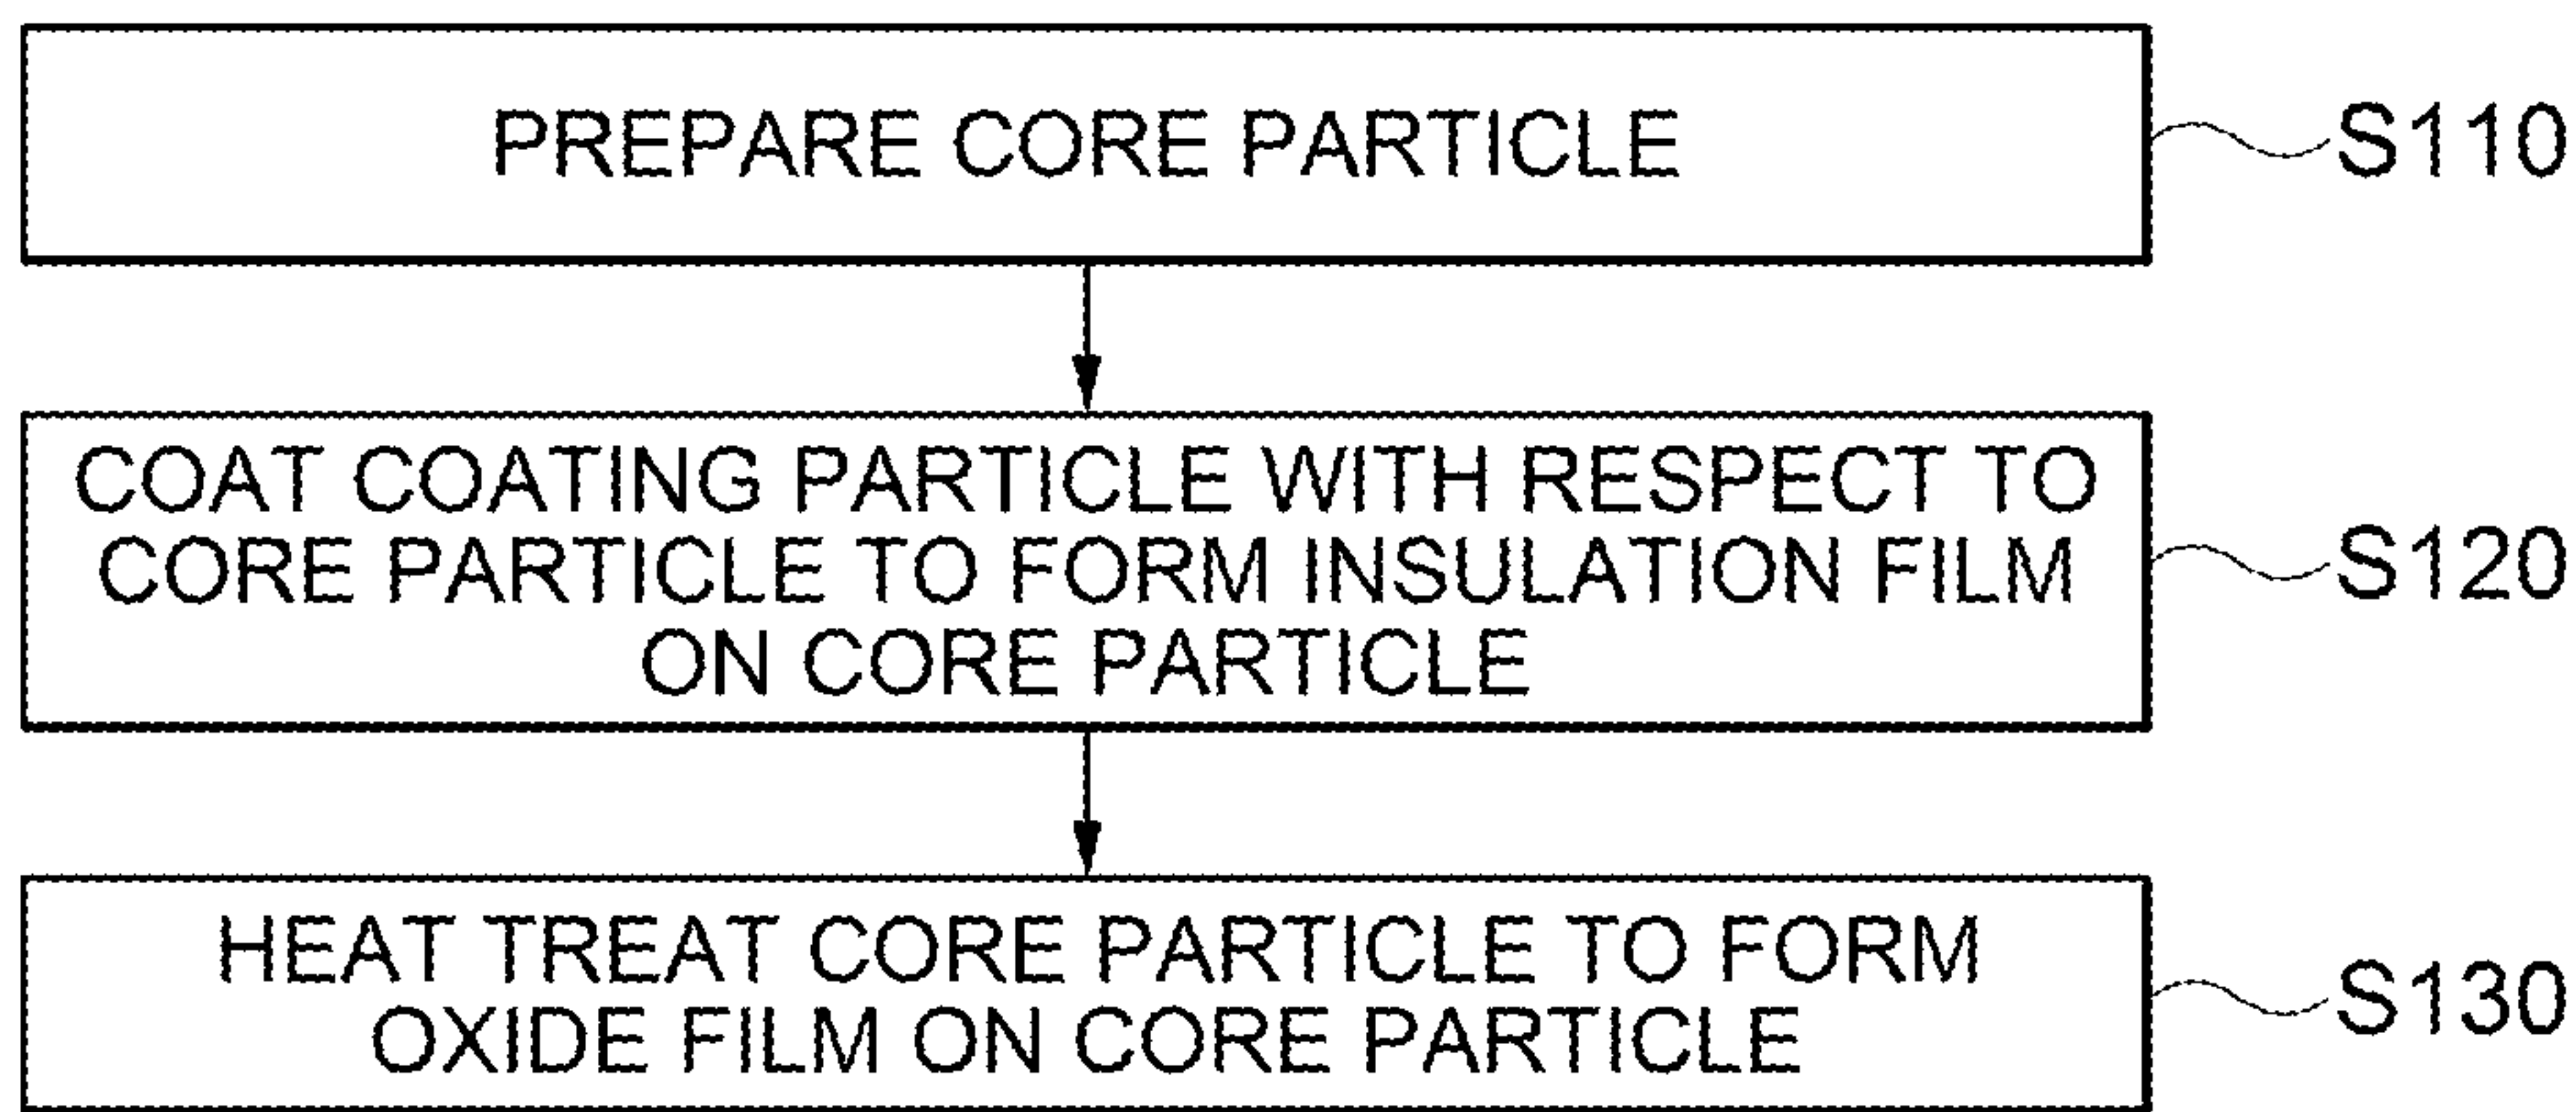 PREPARE CORE PARTICLE
S110
COAT COATING PARTICLE WITH RESPECT TO
CORE PARTICLE TO FORM INSULATION FILM
ON CORE PARTICLE
S120
HEAT TREAT CORE PARTICLE TO FORM
OXIDE FILM ON CORE PARTICLE
S130